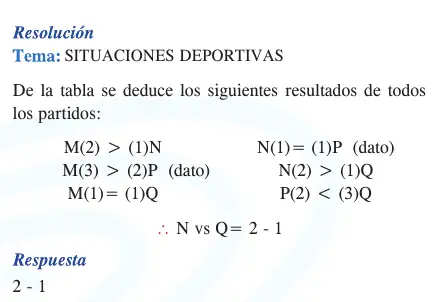 Resolución
Tema: SITUACIONES DEPORTIVAS
De la tabla se deduce los siguientes resultados de todos
los partidos:
M(2) > (1)N N(1)= (1)P (dato)
M(3) > (2)P (dato) N(2) > (1)Q
M(1)= (1)Q P(2) < (3)Q
∴ N vs Q= 2 - 1
Respuesta
2 - 1